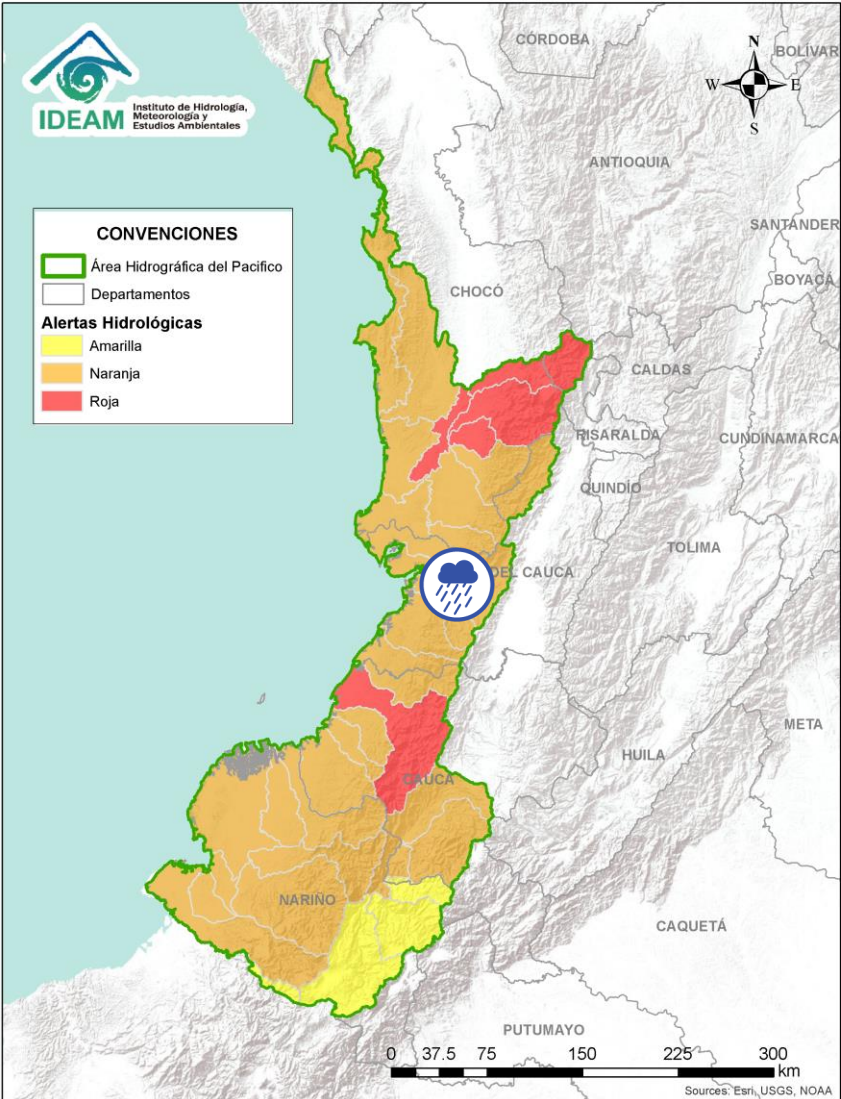 CÓRDOBA
BOLÍVAR
N
W
E
S
IDEAM
Instituto de Hidrología,
Meteorología y
Estudios Ambientales
ANTIOQUIA
SANTANDER
BOYACÁ
CHOCÓ
CONVENCIONES
Área Hidrográfica del Pacifico
Departamentos
Alertas Hidrológicas
Amarilla
Naranja
Roja
CALDAS
RISARALDA
CUNDINAMARCA
QUINDÍO
TOLIMA
DEL CAUCA
META
HUILA
CAUCA
NARIÑO
CAQUETÁ
PUTUMAYO
0 37.5 75 150 225 300
km
Sources: Esri, USGS, NOAA